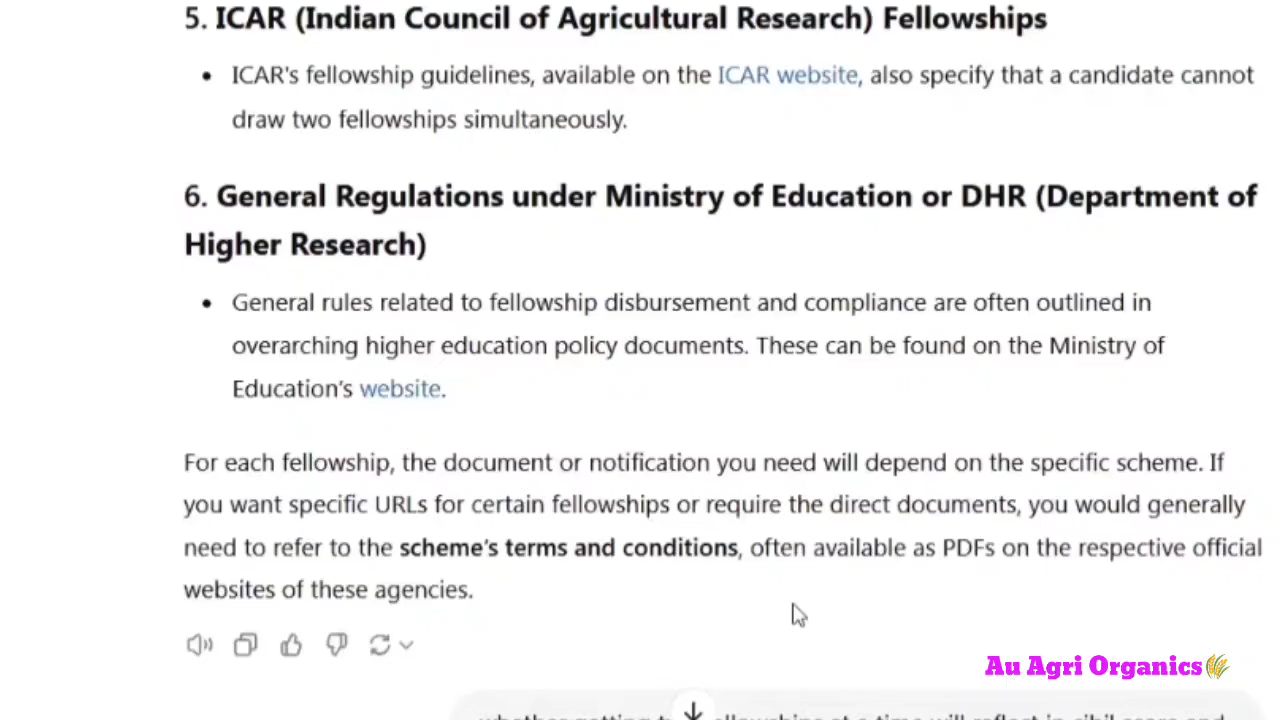 5. ICAR (Indian Council of Agricultural Research) Fellowships
• ICAR's fellowship guidelines, available on the ICAR website, also specify that a candidate cannot
draw two fellowships simultaneously.
6. General Regulations under Ministry of Education or DHR (Department of
Higher Research)
• General rules related to fellowship disbursement and compliance are often outlined in
overarching higher education policy documents. These can be found on the Ministry of
Education's website.
For each fellowship, the document or notification you need will depend on the specific scheme. If
you want specific URLs for certain fellowships or require the direct documents, you would generally
need to refer to the scheme's terms and conditions, often available as PDFs on the respective official
websites of these agencies.
Au Agri Organics